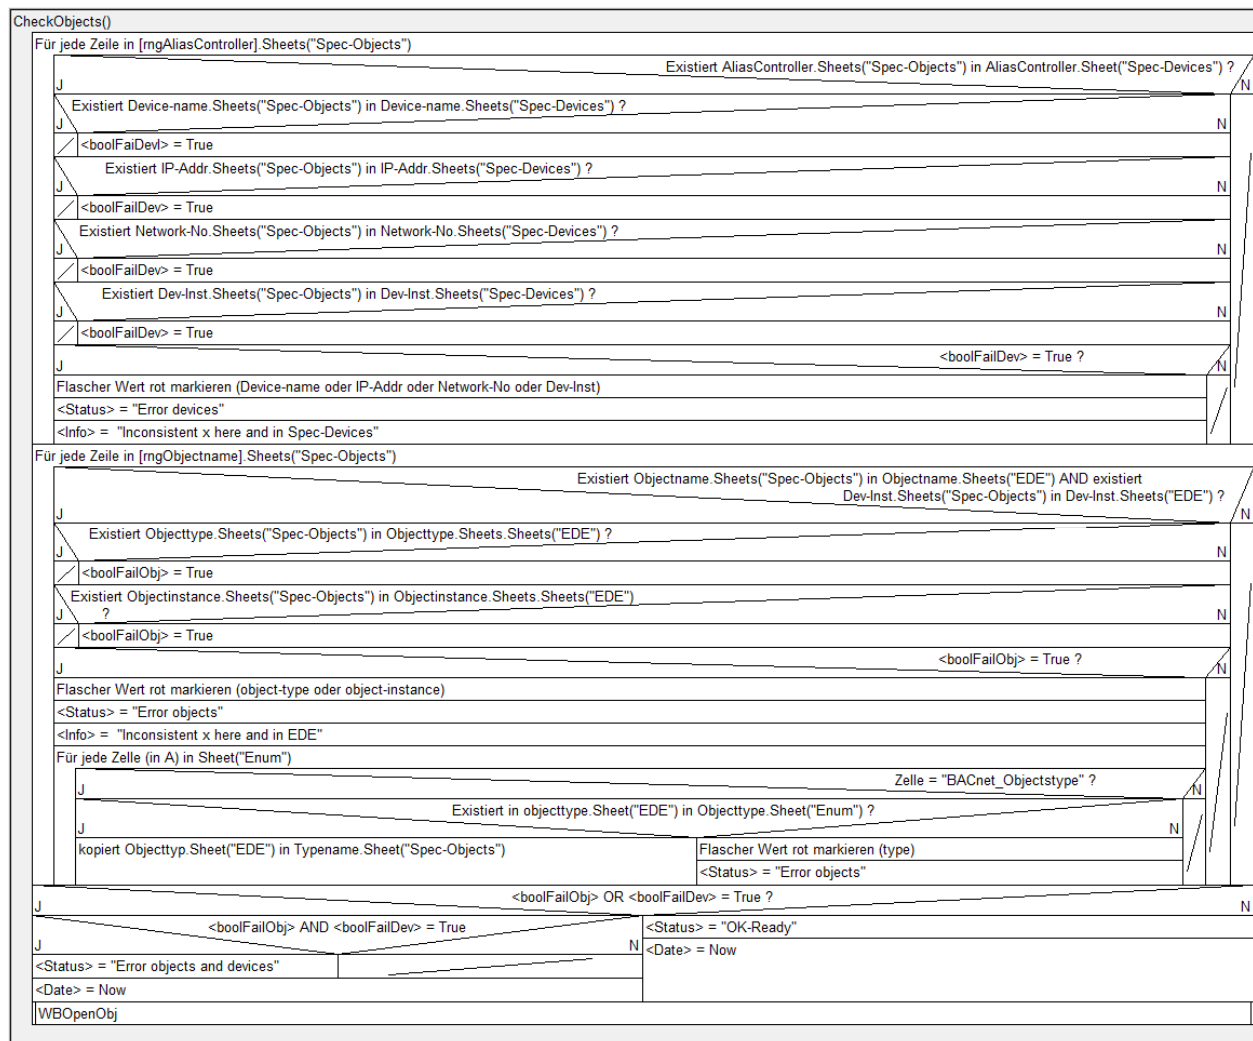 CheckObjects()
Für jede Zeile in [rngAliasController].Sheets("Spec-Objects")
Existiert AliasController.Sheets("Spec-Objects") in AliasController.Sheet("Spec-Devices") ?
J
N
Existiert Device-name.Sheets("Spec-Objects") in Device-name.Sheets("Spec-Devices") ?
J
N
<boolFaiDevl> = True
Existiert IP-Addr.Sheets("Spec-Objects") in IP-Addr.Sheets("Spec-Devices") ?
J
N
<boolFailDev> = True
Existiert Network-No.Sheets("Spec-Objects") in Network-No.Sheets("Spec-Devices") ?
J
N
<boolFailDev> = True
Existiert Dev-Inst.Sheets("Spec-Objects") in Dev-Inst.Sheets("Spec-Devices") ?
J
N
<boolFailDev> = True
<boolFailDev> = True ?
J
N
Flascher Wert rot markieren (Device-name oder IP-Addr oder Network-No oder Dev-Inst)
<Status> = "Error devices"
<Info> = "Inconsistent x here and in Spec-Devices"
Für jede Zeile in [rngObjectname].Sheets("Spec-Objects")
Existiert Objectname.Sheets("Spec-Objects") in Objectname.Sheets("EDE") AND existiert
Dev-Inst.Sheets("Spec-Objects") in Dev-Inst.Sheets("EDE") ?
J
N
Existiert Objecttype.Sheets("Spec-Objects") in Objecttype.Sheets.Sheets("EDE") ?
J
N
<boolFailObj> = True
Existiert Objectinstance.Sheets("Spec-Objects") in Objectinstance.Sheets.Sheets("EDE")
?
J
N
<boolFailObj> = True
<boolFailObj> = True ?
J
N
Flascher Wert rot markieren (object-type oder object-instance)
<Status> = "Error objects"
<Info> = "Inconsistent x here and in EDE"
Für jede Zelle (in A) in Sheet("Enum")
Zelle = "BACnet_Objectstype" ?
J
N
Existiert in objecttype.Sheet("EDE") in Objecttype.Sheet("Enum") ?
J
N
kopiert Objecttyp.Sheet("EDE") in Typename.Sheet("Spec-Objects")
Flascher Wert rot markieren (type)
<Status> = "Error objects"
<boolFailObj> OR <boolFailDev> = True ?
J
N
<boolFailObj> AND <boolFailDev> = True
J
N
<Status> = "Error objects and devices"
<Date> = Now
<Status> = "OK-Ready"
<Date> = Now
WBOpenObj